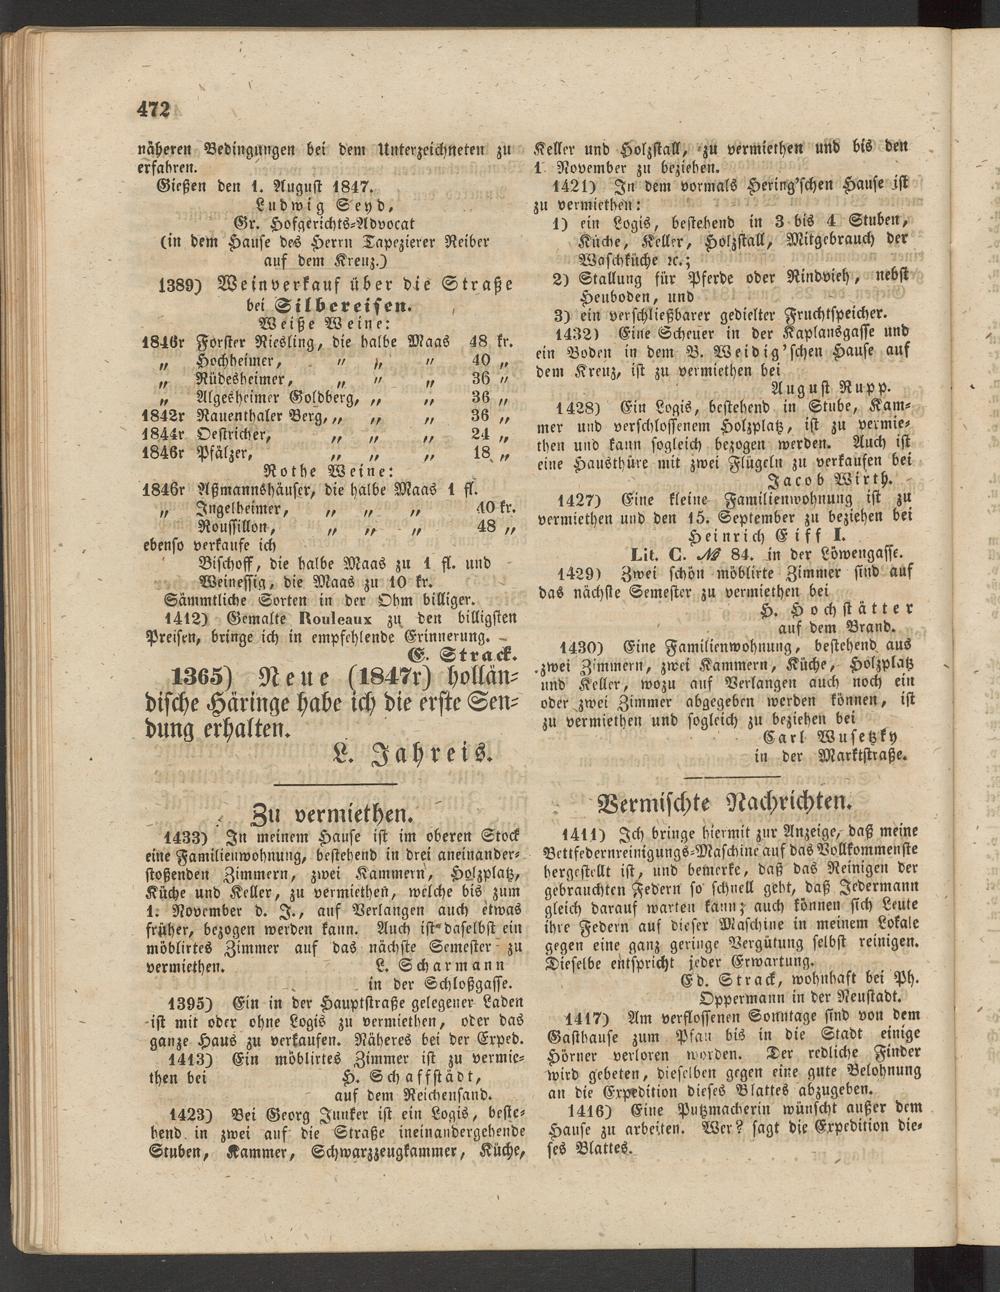 472
näheren Bedingungen bei dem Unterzeichneten zu
erfahren.
Gießen den 1. August 1847.
Ludwig Seyd,
Gr. Hofgerichts-Advocat
(in dem Hause des Herrn Tapezierer Reiber
auf dem Kreuz.)
1389) Weinverkauf über die Straße
bei Silbereisen.
Weiße Weine:
1846r Forster Riesling, die halbe Maas 48 kr.
„ Hochheimer, „ „ „ 40 „
„ Rüdesheimer, „ „ „ 36 „
„ Algesheimer Goldberg, „ „ 36 „
1842r Rauenthaler Berg, „ „ „ 36 „
1844r Oestricher, „ „ „ 24 „
1846r Pfälzer, „ „ „ 18 „
Rothe Weine:
1846r Aßmannshäuser, die halbe Maas 1 fl.
„ Ingelheimer, „ „ „ 40 kr.
Roussillon, „ „ „ 48 „
ebenso verkaufe ich
Bischoff, die halbe Maas zu 1 fl. und
Weinessig, die Maas zu 10 kr.
Sämmtliche Sorten in der Ohm billiger.
1412) Gemalte Rouleaux zu den billigsten
Preisen, bringe ich in empfehlende Erinnerung.
E. Strack.
1365) Neue (1847r) hollän-
dische Häringe habe ich die erste Sen-
dung erhalten.
L. Jahreis.
Zu vermiethen.
1433) In meinem Hause ist im oberen Stock
eine Familienwohnung, bestehend in drei aneinander-
stoßenden Zimmern, zwei Kammern, Holzplatz,
Küche und Keller, zu vermiethen, welche bis zum
1. November d. J., auf Verlangen auch etwas
früher, bezogen werden kann. Auch ist daselbst ein
möblirtes Zimmer auf das nächste Semester zu
vermiethen. L. Scharmann
in der Schloßgasse.
1395) Ein in der Hauptstraße gelegener Laden
ist mit oder ohne Logis zu vermiethen, oder das
ganze Haus zu verkaufen. Näheres bei der Exped.
1413) Ein möblirtes Zimmer ist zu vermie-
then bei H. Schaffstädt,
auf dem Reichensand.
1423) Bei Georg Junker ist ein Logis, beste-
hend in zwei auf die Straße ineinandergehende
Stuben, Kammer, Schwarzzeugkammer, Küche,
Keller und Holzstall, zu vermiethen und bis den
1 November zu beziehen.
1421) In dem vormals Hering'schen Hause ist
zu vermiethen:
1) ein Logis, bestehend in 3 bis 4 Stuben,
Küche, Keller, Holzstall, Mitgebrauch der
Waschküche ꝛc.;
2) Stallung für Pferde oder Rindvieh, nebst
Heuboden, und
3) ein verschließbarer gedielter Fruchtspeicher.
1432) Eine Scheuer in der Kaplansgasse und
ein Boden in dem B. Weidig'schen Hause auf
dem Kreuz, ist zu vermiethen bei
August Rupp.
1428) Ein Logis, bestehend in Stube, Kam-
mer und verschlossenem Holzplatz, ist zu vermie-
then und kann sogleich bezogen werden. Auch ist
eine Hausthüre mit zwei Flügeln zu verkaufen bei
Jacob Wirth.
1427) Eine kleine Familienwohnung ist zu
vermiethen und den 15. September zu beziehen bei
Heinrich Eiff I.
Lit. C. № 84. in der Löwengasse.
1429) Zwei schön möblirte Zimmer sind auf
das nächste Semester zu vermiethen bei
H. Hochstätter
auf dem Brand.
1430) Eine Familienwohnung, bestehend aus
zwei Zimmern, zwei Kammern, Küche, Holzplatz
und Keller, wozu auf Verlangen auch noch ein
oder zwei Zimmer abgegeben werden können, ist
zu vermiethen und sogleich zu beziehen bei
Carl Wusetzky
in der Marktstraße.
Vermischte Nachrichten.
1411) Ich bringe hiermit zur Anzeige, daß meine
Bettfedernreinigungs-Maschine auf das Vollkommenste
hergestellt ist, und bemerke, daß das Reinigen der
gebrauchten Federn so schnell geht, daß Jedermann
gleich darauf warten kann; auch können sich Leute
ihre Federn auf dieser Maschine in meinem Lokale
gegen eine ganz geringe Vergütung selbst reinigen.
Dieselbe entspricht jeder Erwartung.
Ed. Strack, wohnhaft bei Ph.
Oppermann in der Neustadt.
1417) Am verflossenen Sonntage sind von dem
Gasthause zum Pfau bis in die Stadt einige
Hörner verloren worden. Der redliche Finder
wird gebeten, dieselben gegen eine gute Belohnung
an die Expedition dieses Blattes abzugeben.
1416) Eine Putzmacherin wünscht außer dem
Hause zu arbeiten. Wer? sagt die Expedition die-
ses Blattes.